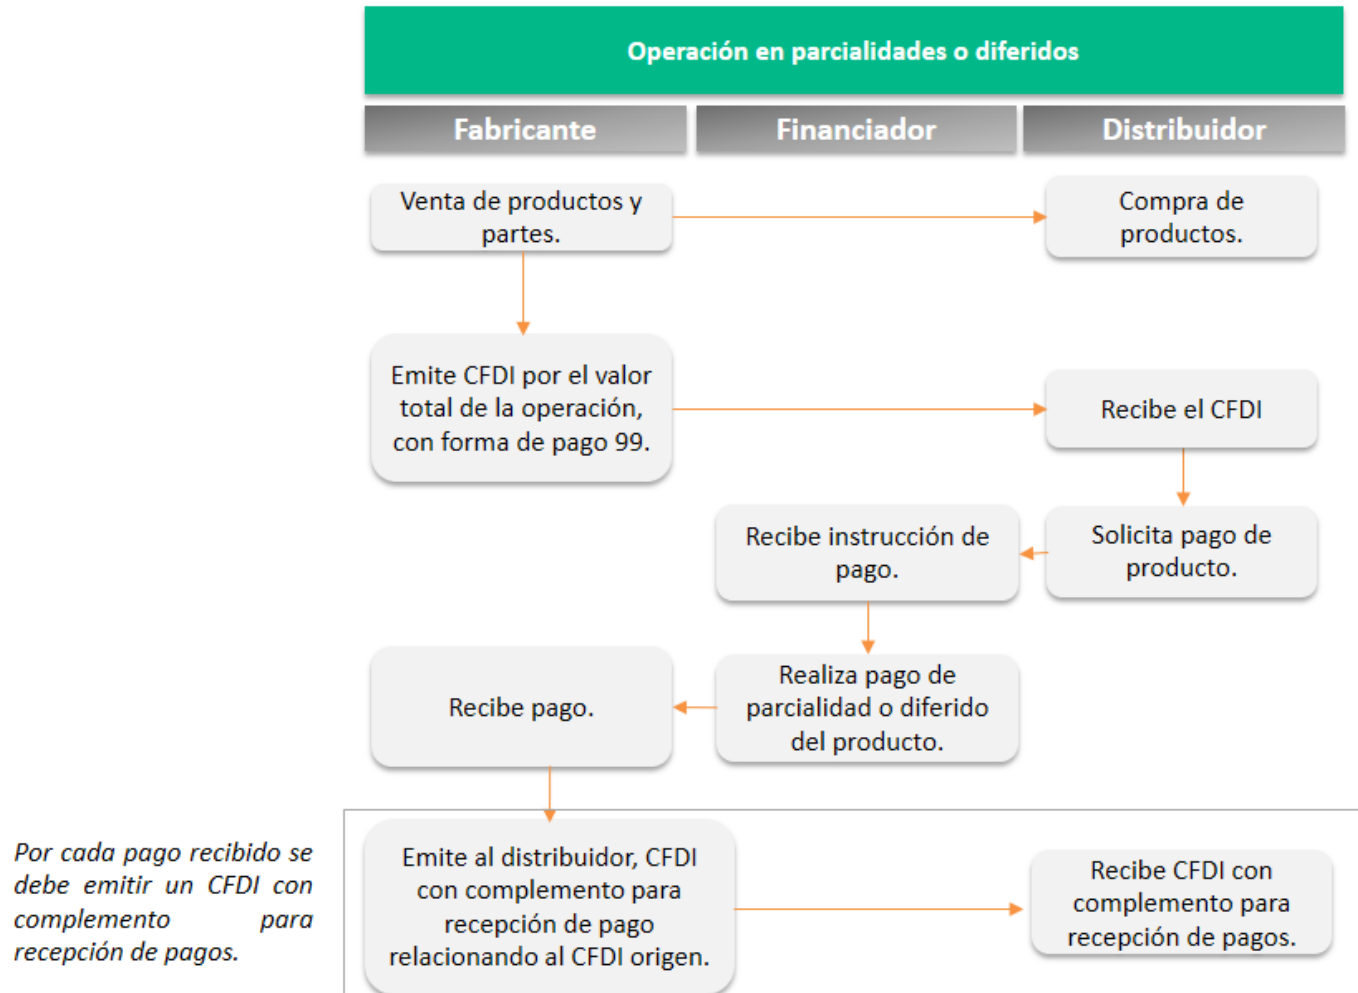 Operación en parcialidades o diferidos
Fabricante
Financiador
Distribuidor
Venta de productos y
partes.
Compra de
productos.
Emite CFDI por el valor
total de la operación,
con forma de pago 99.
Recibe el CFDI
Recibe instrucción de
pago.
Solicita pago de
producto.
Recibe pago.
Realiza pago de
parcialidad o diferido
del producto.
Por cada pago recibido se
debe emitir un CFDI con
complemento para
recepción de pagos.
Emite al distribuidor, CFDI
con complemento para
recepción de pago
relacionando al CFDI origen.
Recibe CFDI con
complemento para
recepción de pagos.